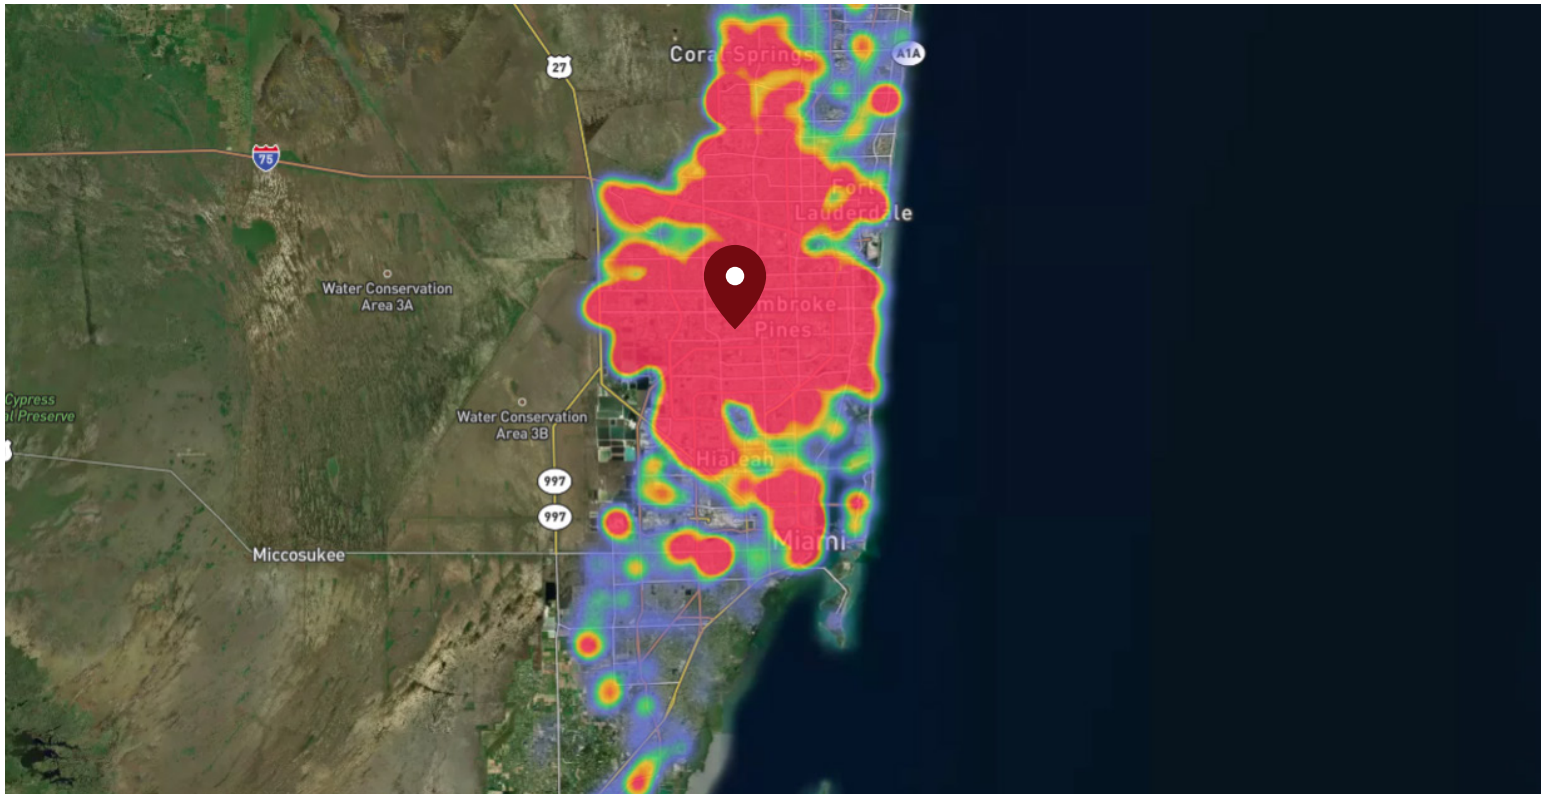 Coral Springs
A1A
27
75
Fort
Lauderdale
Water Conservation
Area 3A
mbroke
Pines
Cypress
al Preserve
Water Conservation
Area 3B
Hialeah
997
997
Miami
Miccosukee